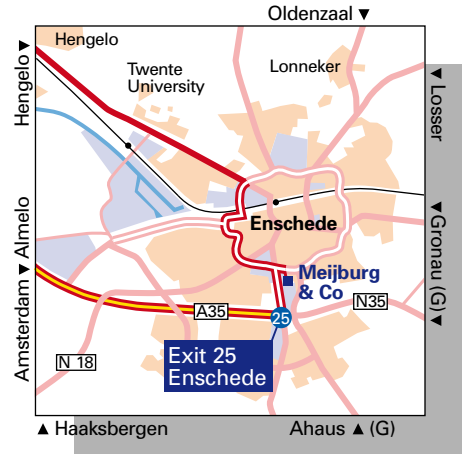 Oldenzaal ▼
Hengelo
Hengelo ▼
Twente
University
Lonneker
▼ Losser
Enschede
Almelo
Amsterdam ▼
▼ Gronau (G) ▼
Meijburg
& Co
A35
25
N35
Exit 25
Enschede
N 18
▲ Haaksbergen
Ahaus ▲ (G)